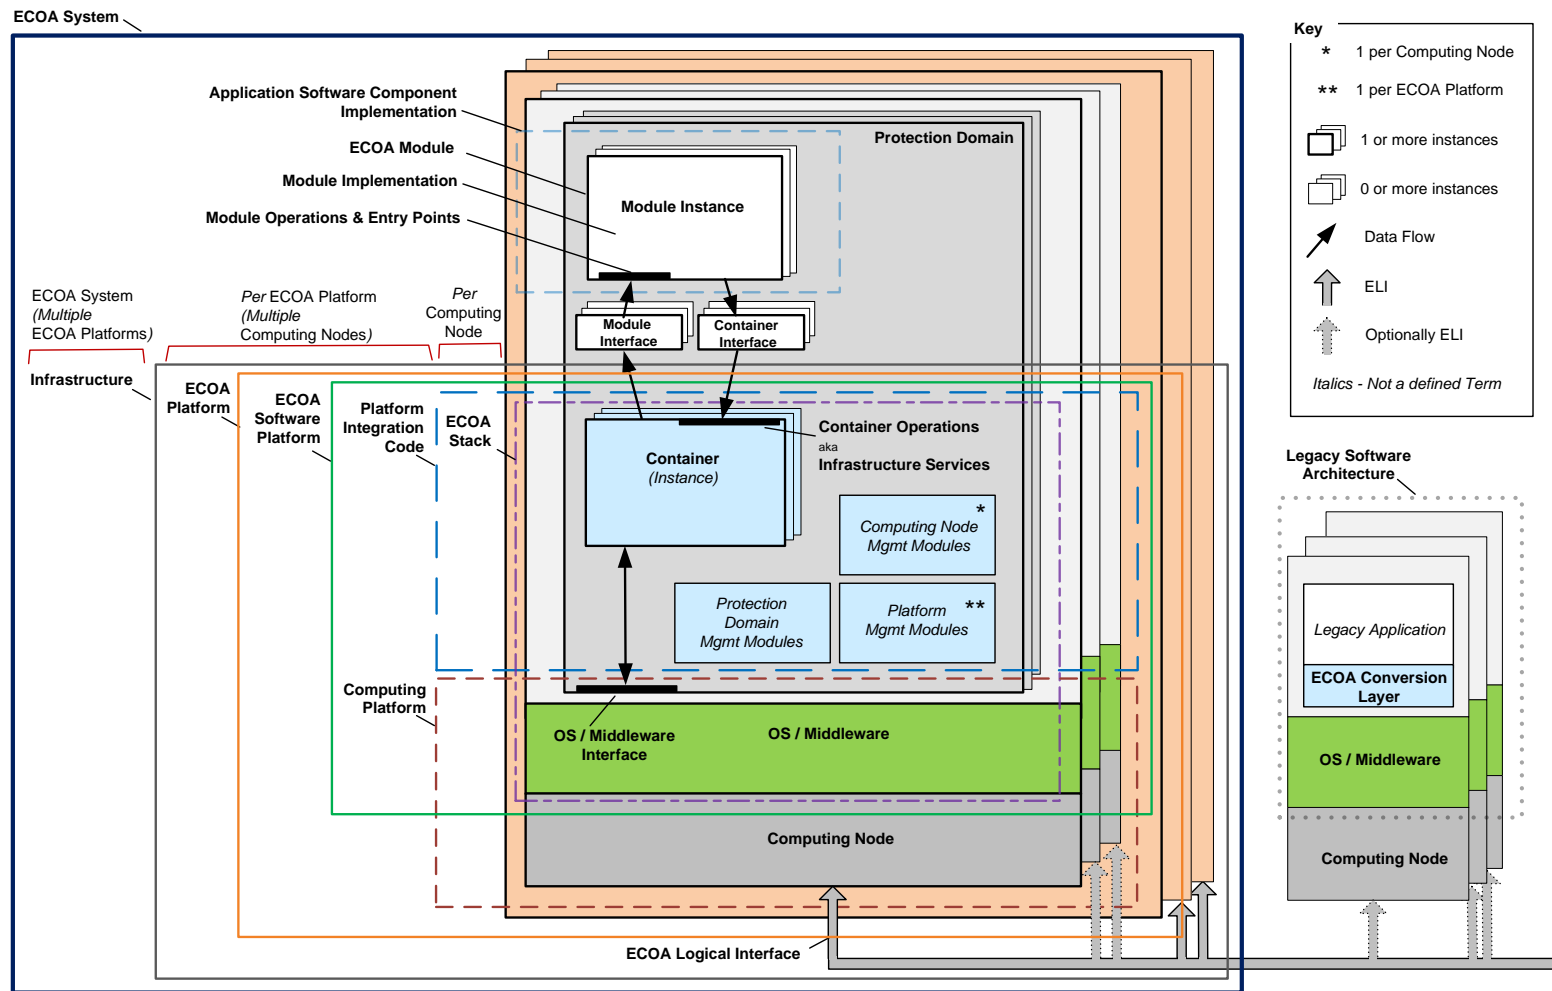 ECOA System
Application Software Component
Implementation
ECOA Module
Module Implementation
Module Operations & Entry Points
Protection Domain
Module Instance
ECOA System
(Multiple
ECOA Platforms)
Per ECOA Platform
(Multiple
Computing Nodes)
Per
Computing
Node
Module
Interface
Container
Interface
Infrastructure
ECOA
Platform
ECOA
Software
Platform
Platform
Integration
Code
ECOA
Stack
Container
(Instance)
Container Operations
aka
Infrastructure Services
*
Computing Node
Mgmt Modules
Protection
Domain
Mgmt Modules
**
Platform
Mgmt Modules
Computing
Platform
OS / Middleware
Interface
OS / Middleware
Computing Node
ECOA Logical Interface
Key
* 1 per Computing Node
** 1 per ECOA Platform
1 or more instances
0 or more instances
Data Flow
ELI
Optionally ELI
Italics - Not a defined Term
Legacy Software
Architecture
Legacy Application
ECOA Conversion
Layer
OS / Middleware
Computing Node